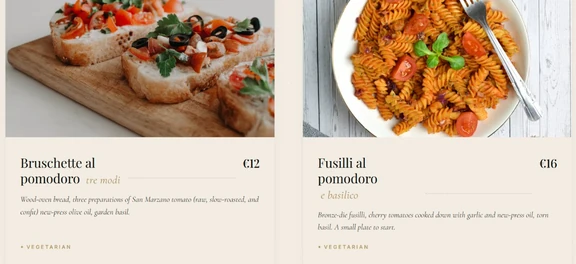 Bruschette al
pomodoro tre modi
€12
Wood-oven bread, three preparations of San Marzano tomato (raw, slow-roasted, and
confit) new-press olive oil, garden basil.
• VEGETARIAN
Fusilli al
pomodoro
e basilico
€16
Bronze-die fusilli, cherry tomatoes cooked down with garlic and new-press olive oil, torn
basil. A small plate to start.
• VEGETARIAN